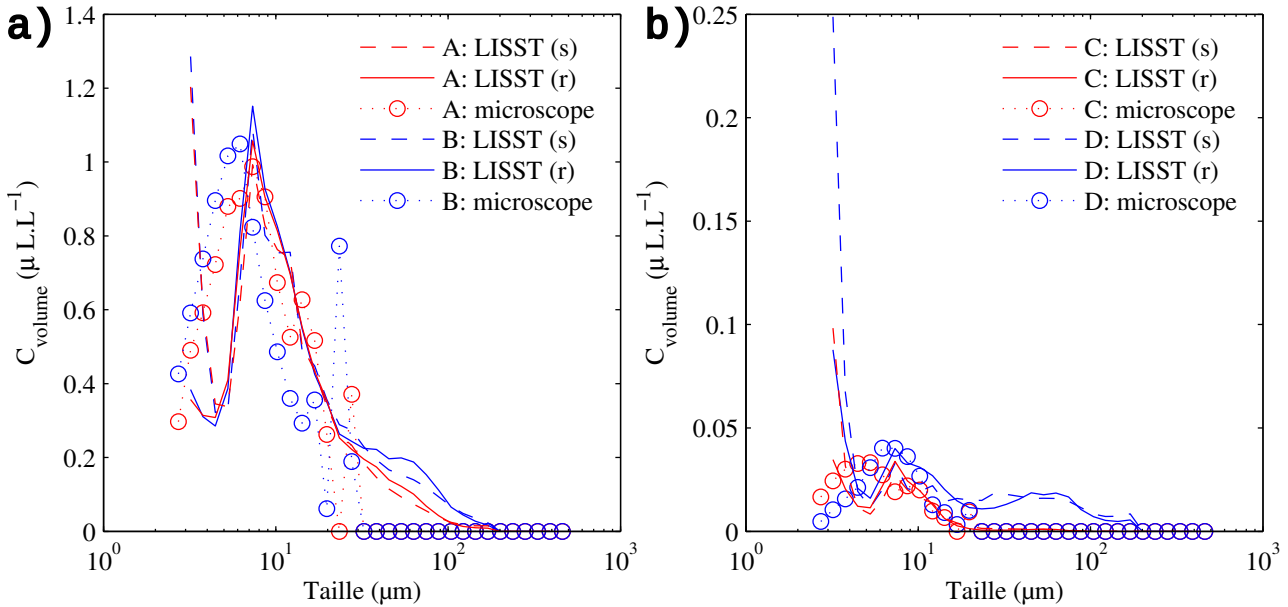 a)
1.4
1.2
1
0.8
0.6
0.4
0.2
0
C_volume (µ L.L^−1)
A: LISST (s)
A: LISST (r)
A: microscope
B: LISST (s)
B: LISST (r)
B: microscope
10^0
10^1
10^2
10^3
Taille (µm)
b)
0.25
0.2
0.15
0.1
0.05
0
C_volume (µ L.L^−1)
C: LISST (s)
C: LISST (r)
C: microscope
D: LISST (s)
D: LISST (r)
D: microscope
10^0
10^1
10^2
10^3
Taille (µm)